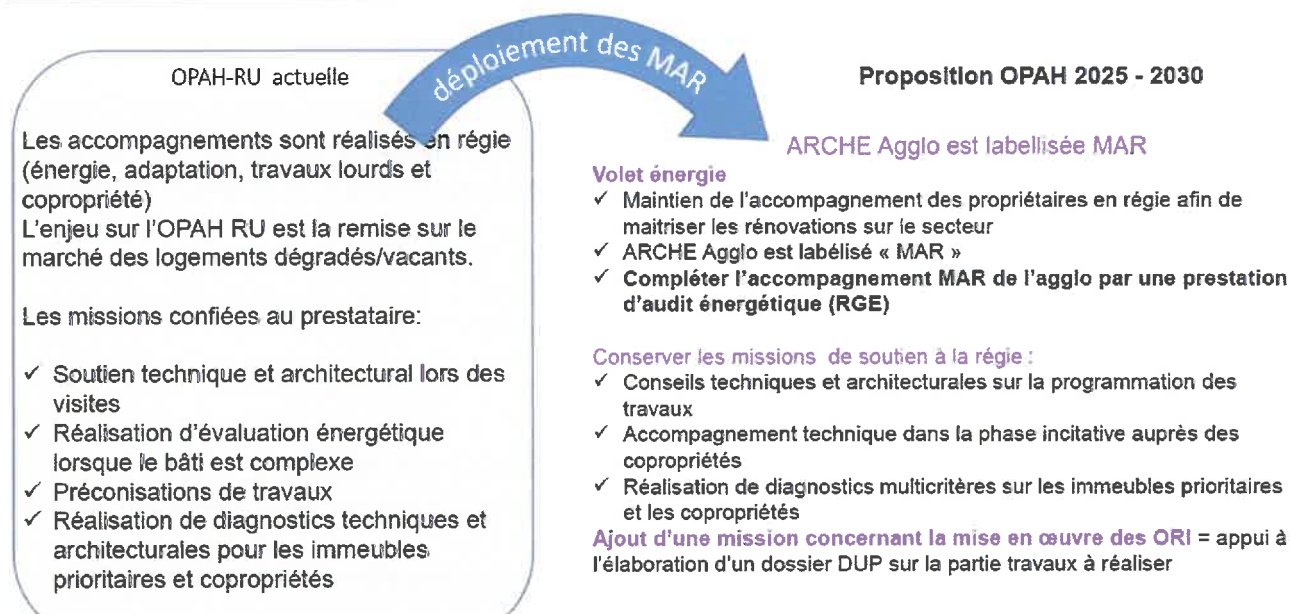 déploiement des MAR
OPAH-RU actuelle
Les accompagnements sont réalisés en régie
(énergie, adaptation, travaux lourds et
copropriété)
L'enjeu sur l'OPAH RU est la remise sur le
marché des logements dégradés/vacants.
Les missions confiées au prestataire:
✓ Soutien technique et architectural lors des
visites
✓ Réalisation d'évaluation énergétique
lorsque le bâti est complexe
✓ Préconisations de travaux
✓ Réalisation de diagnostics techniques et
architecturales pour les immeubles
prioritaires et copropriétés
Proposition OPAH 2025 - 2030
ARCHE Agglo est labellisée MAR
Volet énergie
✓ Maintien de l'accompagnement des propriétaires en régie afin de
maitriser les rénovations sur le secteur
✓ ARCHE Agglo est labélisé « MAR »
✓ Compléter l'accompagnement MAR de l'agglo par une prestation
d'audit énergétique (RGE)
Conserver les missions de soutien à la régie :
✓ Conseils techniques et architecturales sur la programmation des
travaux
✓ Accompagnement technique dans la phase incitative auprès des
copropriétés
✓ Réalisation de diagnostics multicritères sur les immeubles prioritaires
et les copropriétés
Ajout d'une mission concernant la mise en œuvre des ORI = appui à
l'élaboration d'un dossier DUP sur la partie travaux à réaliser